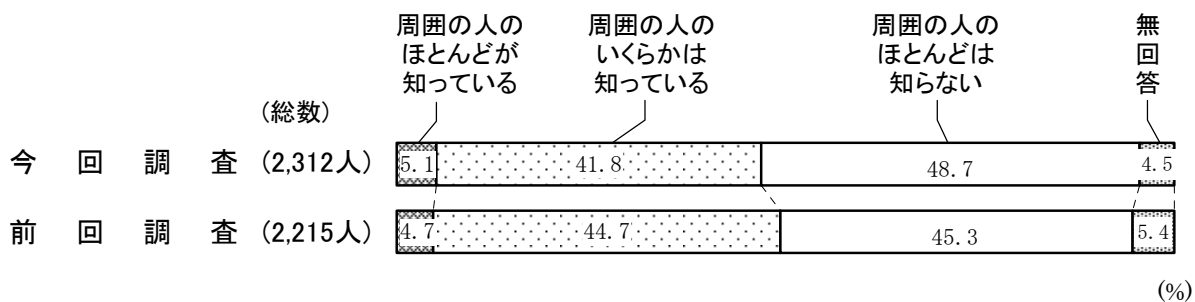 周囲の人の
ほとんどが
知っている
周囲の人の
いくらかは
知っている
周囲の人の
ほとんどは
知らない
無
回
答
(総数)
今回調査 (2,312人) 5.1 41.8 48.7 4.5
前回調査 (2,215人) 4.7 44.7 45.3 5.4
(%)